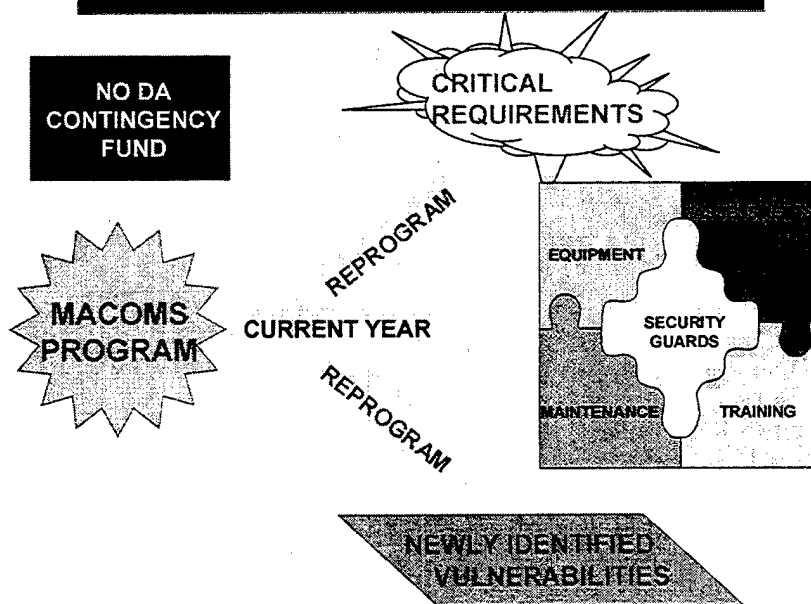 NO DA
CONTINGENCY
FUND
CRITICAL
REQUIREMENTS
MACOMS
PROGRAM
REPROGRAM
CURRENT YEAR
REPROGRAM
EQUIPMENT
SECURITY
GUARDS
MAINTENANCE
TRAINING
NEWLY IDENTIFIED
VULNERABILITIES